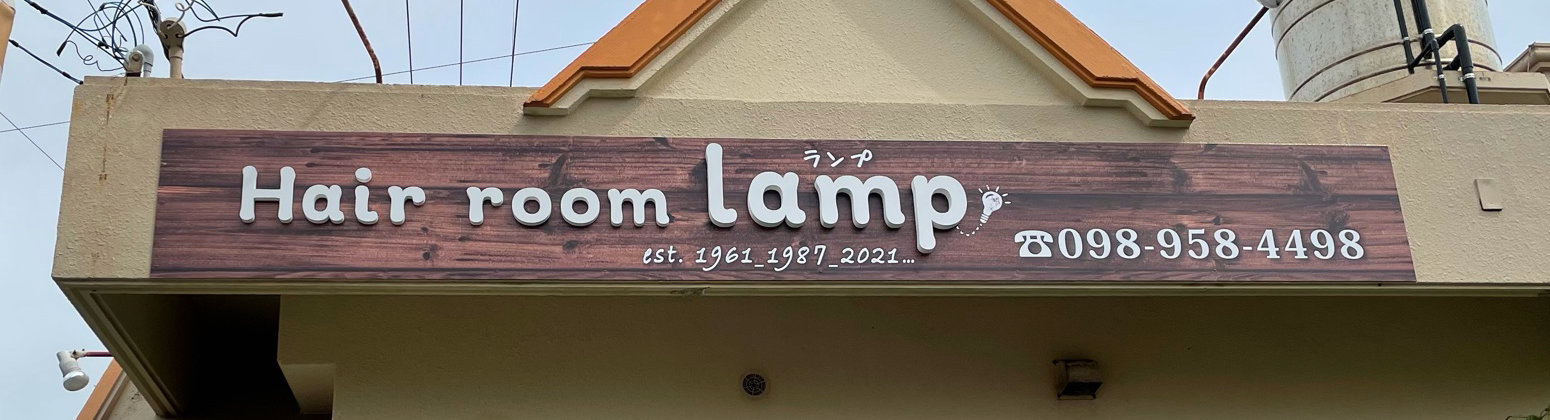 ランプ
Hair room lamp
est. 1961_1987_2021...
☎098-958-4498